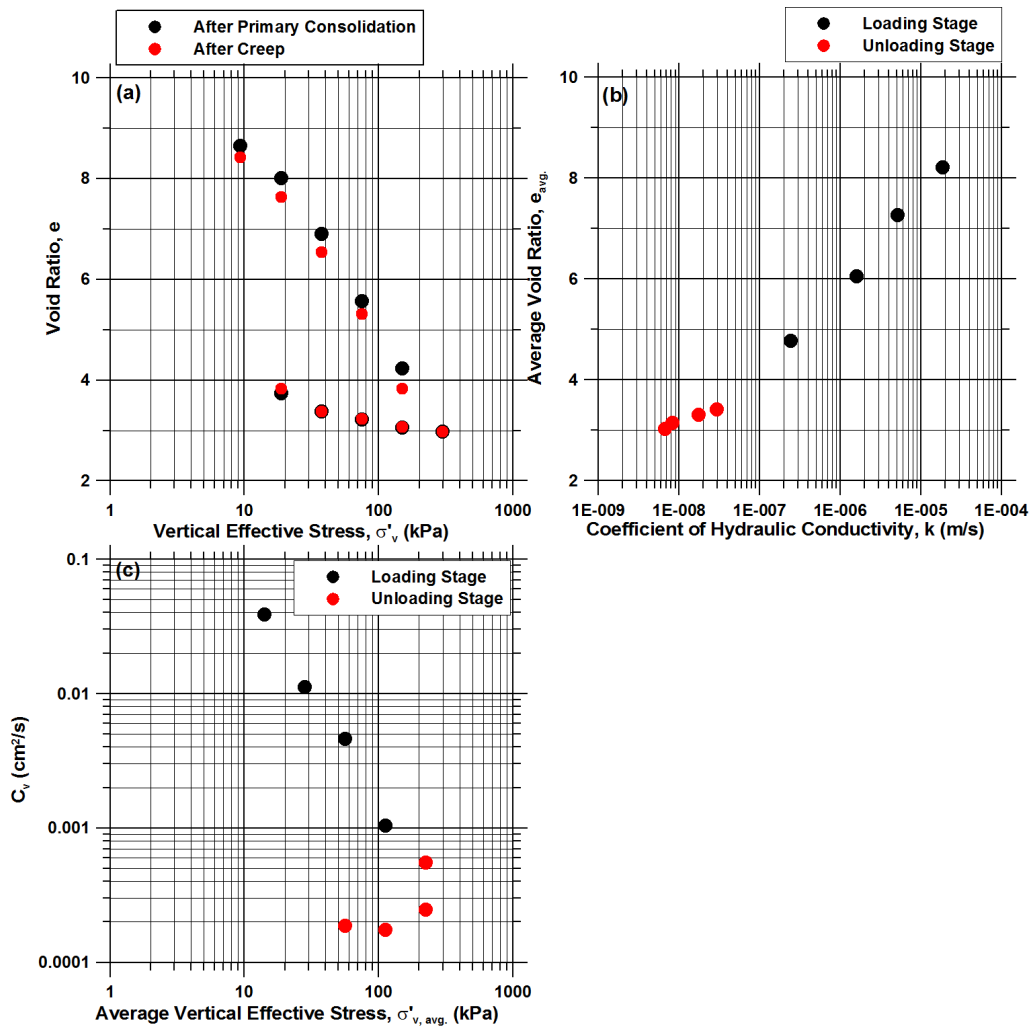 After Primary Consolidation
After Creep
(a)
10
8
6
4
2
Void Ratio, e
1 10 100 1000
Vertical Effective Stress, σ'v (kPa)
Loading Stage
Unloading Stage
(b)
10
8
6
4
2
Average Void Ratio, eavg.
1E-009 1E-008 1E-007 1E-006 1E-005 1E-004
Coefficient of Hydraulic Conductivity, k (m/s)
(c)
Loading Stage
Unloading Stage
0.1
0.01
0.001
0.0001
Cv (cm²/s)
1 10 100 1000
Average Vertical Effective Stress, σ'v, avg. (kPa)